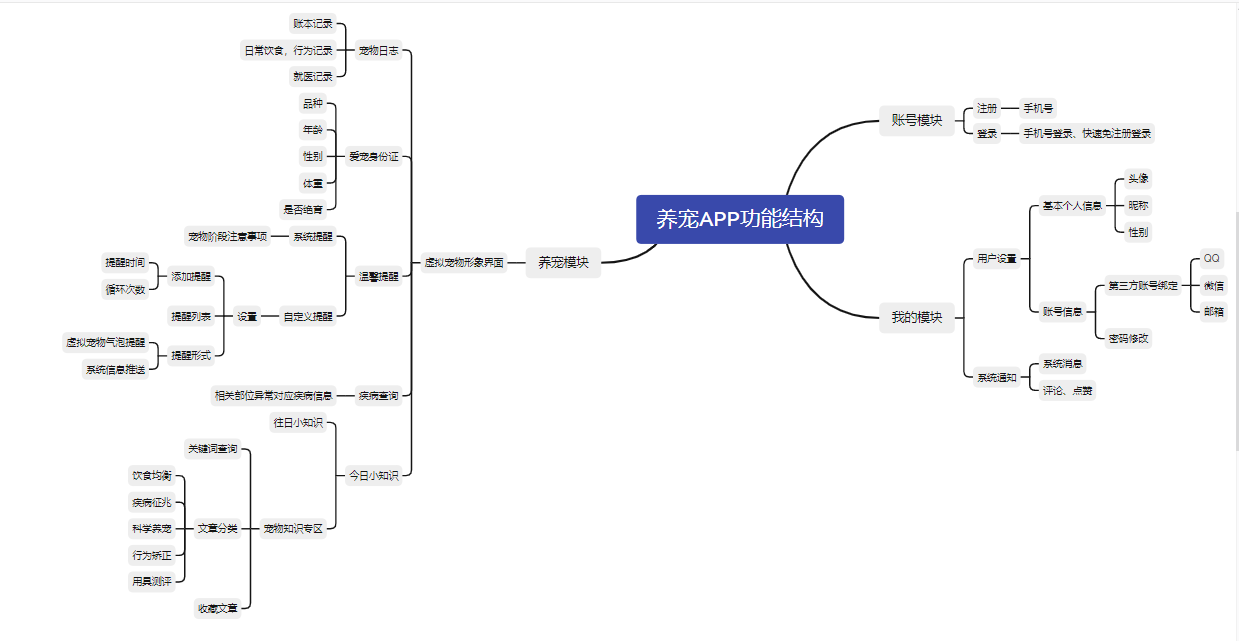 养宠APP功能结构
账号模块
注册
手机号
登录
手机号登录、快速免注册登录
我的模块
用户设置
基本个人信息
头像
昵称
性别
账号信息
第三方账号绑定
QQ
微信
邮箱
密码修改
系统通知
系统消息
评论、点赞
养宠模块
虚拟宠物形象界面
宠物日志
账本记录
日常饮食，行为记录
就医记录
爱宠身份证
品种
年龄
性别
体重
是否绝育
温馨提醒
系统提醒
宠物阶段注意事项
自定义提醒
设置
添加提醒
提醒时间
循环次数
提醒列表
提醒形式
虚拟宠物气泡提醒
系统信息推送
疾病查询
相关部位异常对应疾病信息
今日小知识
往日小知识
宠物知识专区
关键词查询
文章分类
饮食均衡
疾病征兆
科学养宠
行为矫正
用具测评
收藏文章